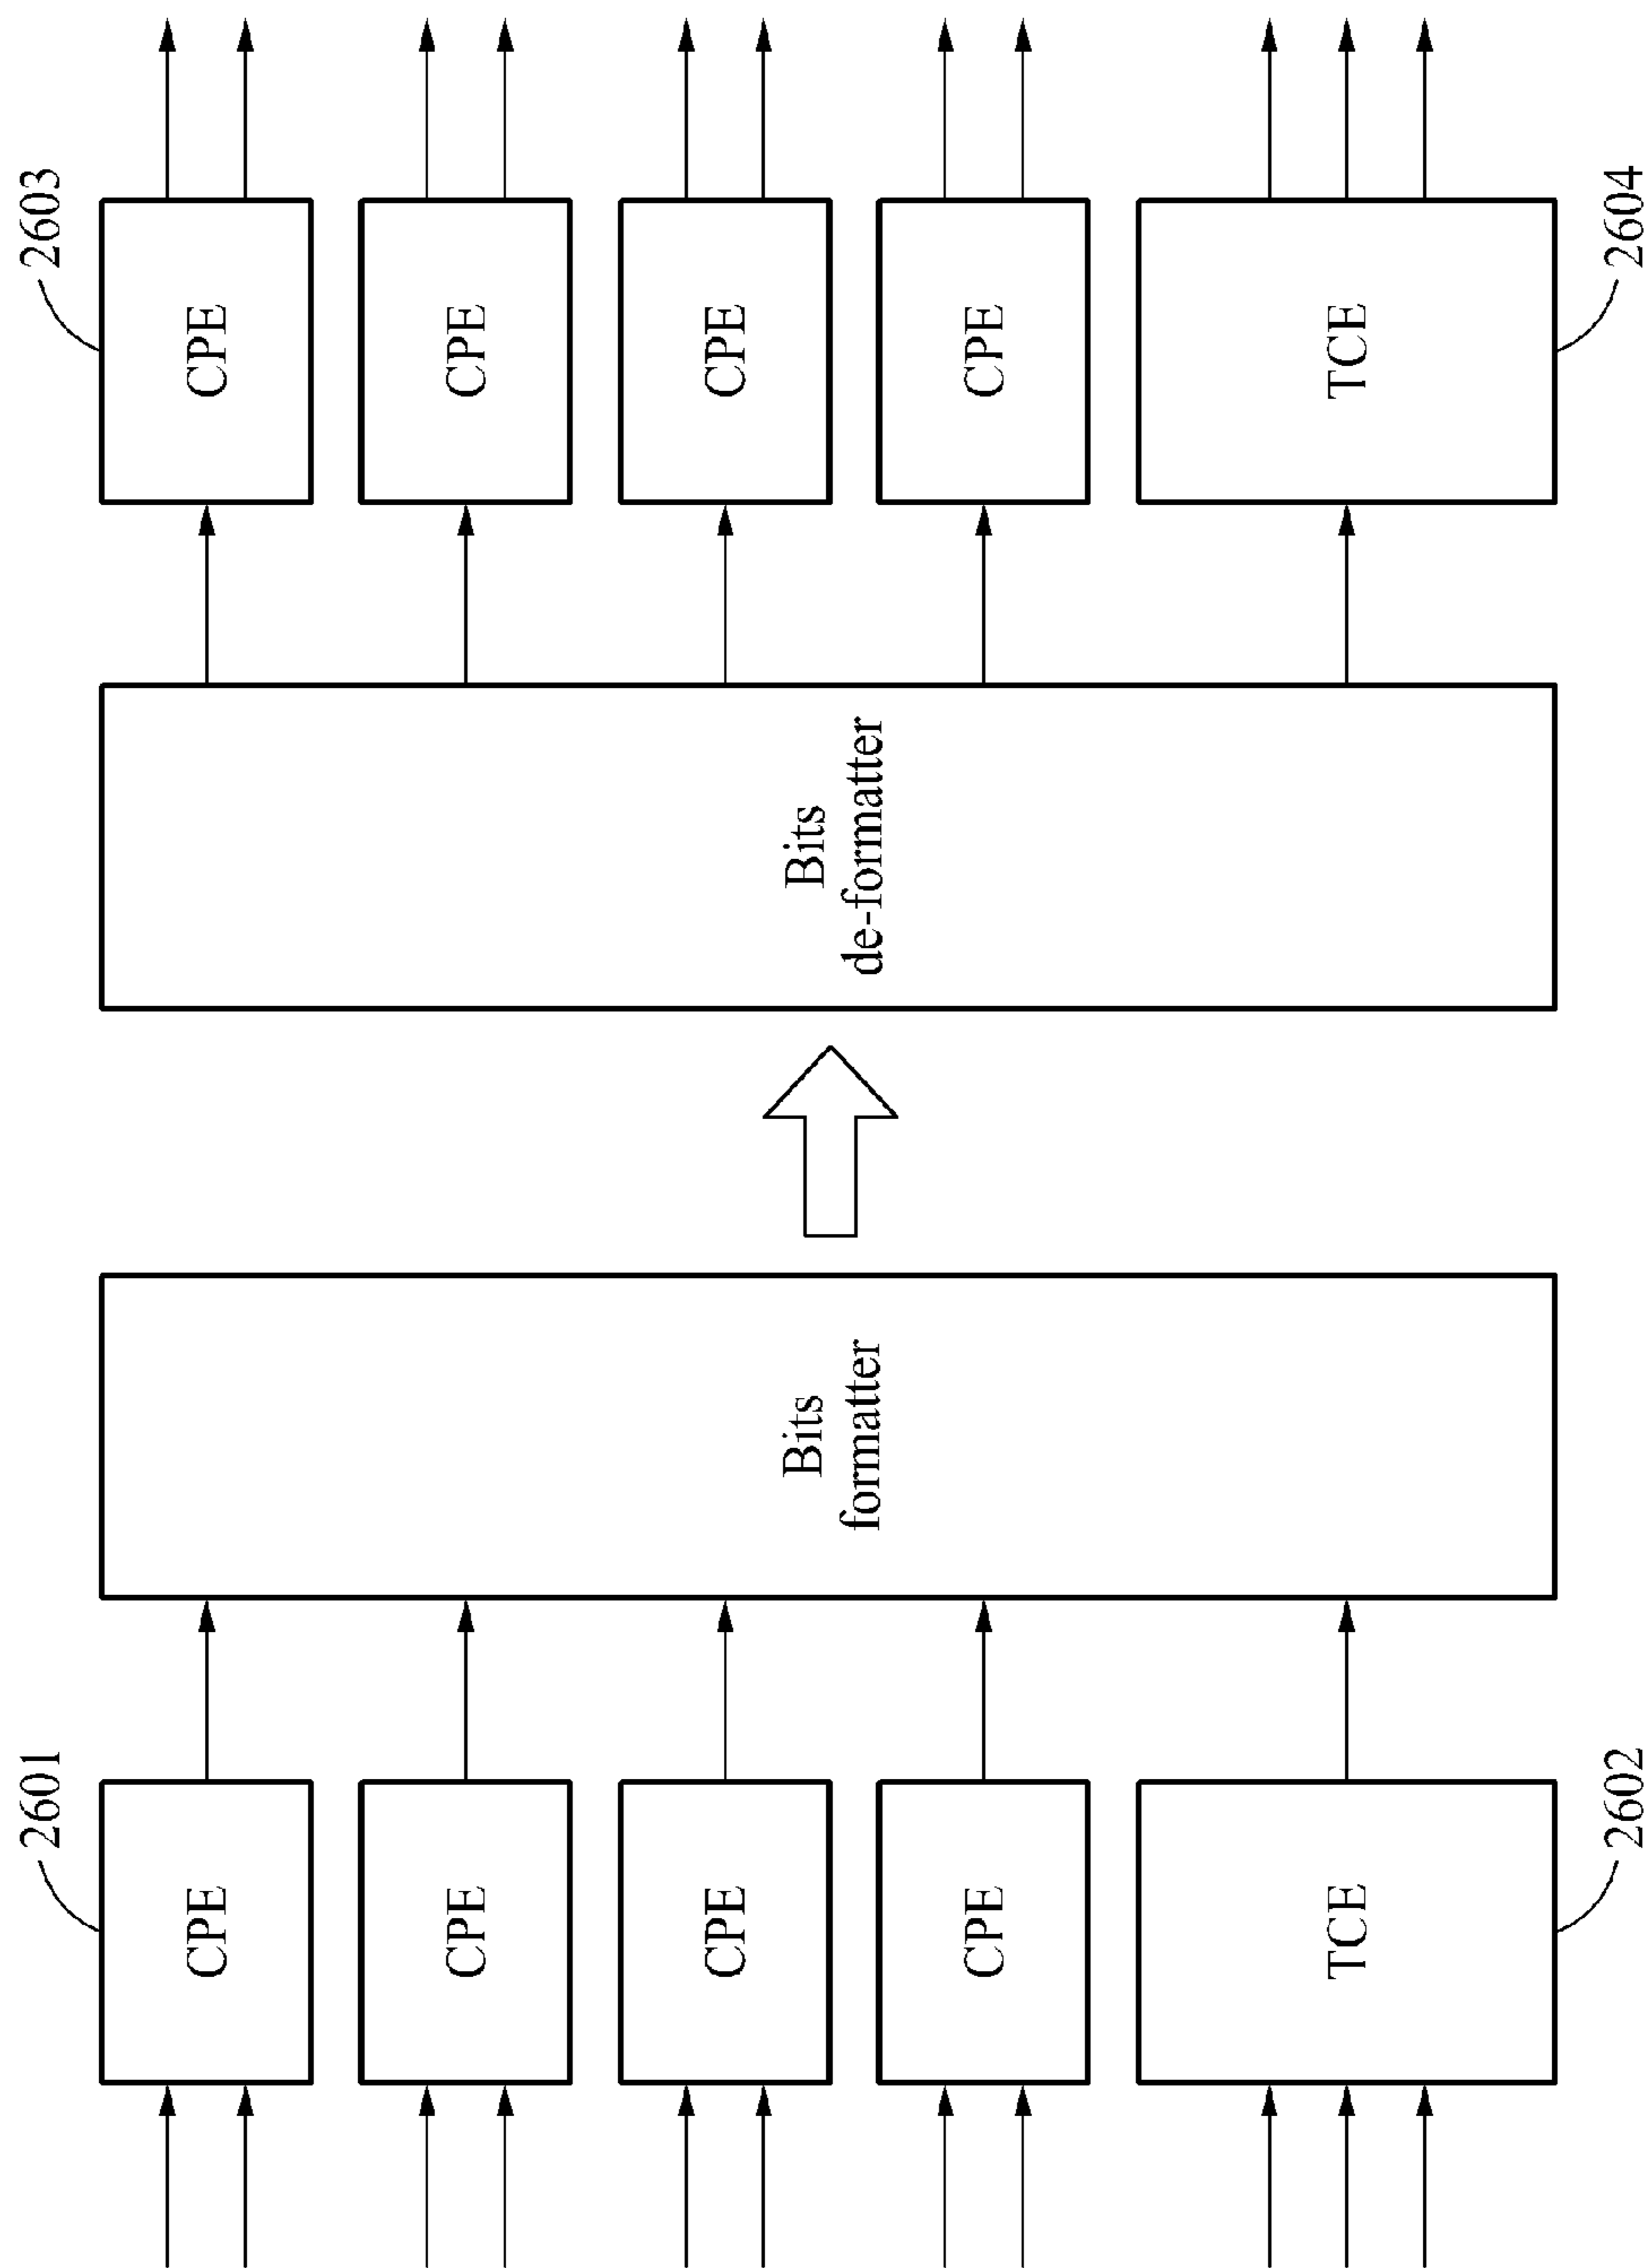 2601
CPE
CPE
CPE
CPE
TCE
2602
Bits
formatter
Bits
de-formatter
2603
CPE
CPE
CPE
CPE
TCE
2604